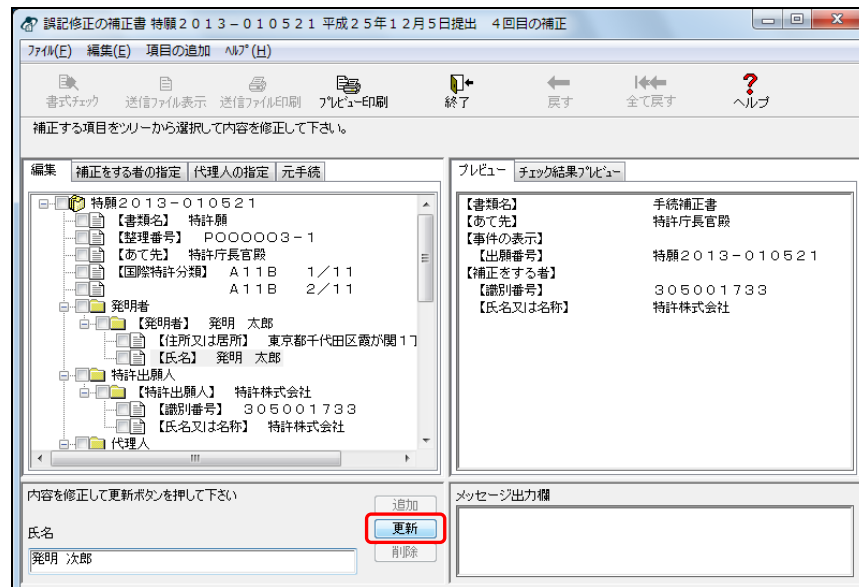 誤記修正の補正書 特願２０１３－０１０５２１ 平成２５年１２月５日提出 ４回目の補正
ﾌｧｲﾙ(F) 編集(E) 項目の追加 ﾍﾙﾌﾟ(H)
書式ﾁｪｯｸ 送信ﾌｧｲﾙ表示 送信ﾌｧｲﾙ印刷 ﾌﾟﾚﾋﾞｭｰ印刷 終了 戻す 全て戻す ヘルプ
補正する項目をツリーから選択して内容を修正して下さい。
編集 補正をする者の指定 代理人の指定 元手続
特願２０１３－０１０５２１
【書類名】 特許願
【整理番号】 Ｐ０００００３－１
【あて先】 特許庁長官殿
【国際特許分類】 Ａ１１Ｂ １／１１
Ａ１１Ｂ ２／１１
発明者
【発明者】 発明 太郎
【住所又は居所】 東京都千代田区霞が関１丁
【氏名】 発明 太郎
特許出願人
【特許出願人】 特許株式会社
【識別番号】 ３０５００１７３３
【氏名又は名称】 特許株式会社
代理人
内容を修正して更新ボタンを押して下さい
追加
更新
削除
氏名
発明 次郎
プレビュー チェック結果ﾌﾟﾚﾋﾞｭｰ
【書類名】 手続補正書
【あて先】 特許庁長官殿
【事件の表示】
【出願番号】 特願２０１３－０１０５２１
【補正をする者】
【識別番号】 ３０５００１７３３
【氏名又は名称】 特許株式会社
メッセージ出力欄